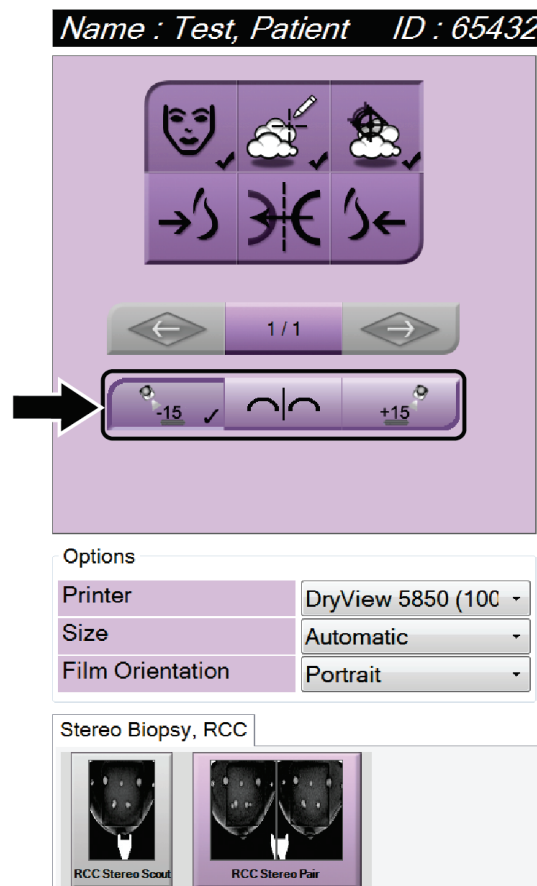 Name : Test, Patient ID : 65432
1 / 1
-15
+15
Options
Printer DryView 5850 (100
Size Automatic
Film Orientation Portrait
Stereo Biopsy, RCC
RCC Stereo Scout RCC Stereo Pair